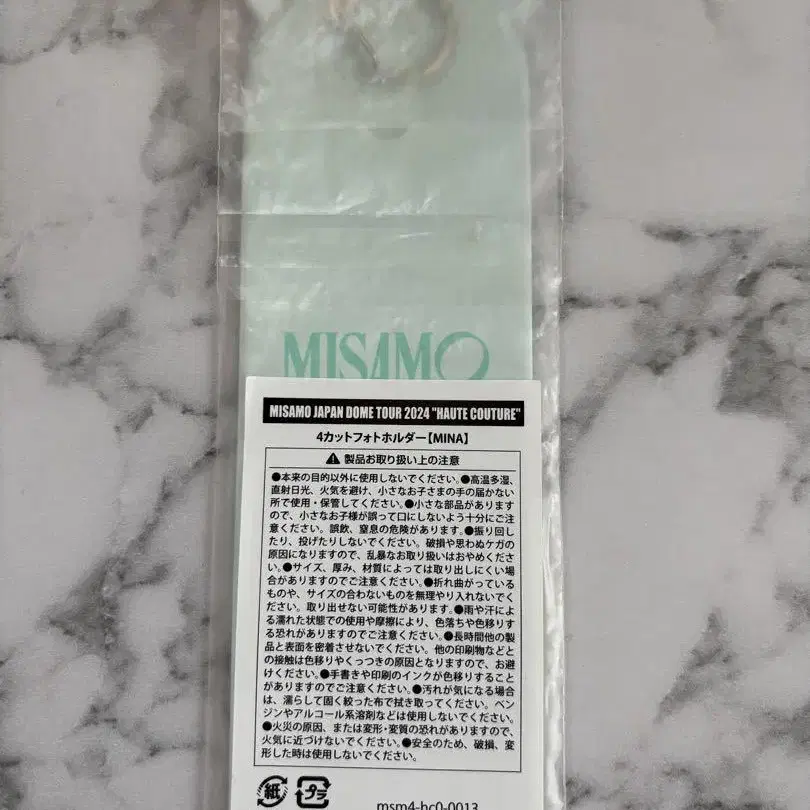 MISAMO
MISAMO JAPAN DOME TOUR 2024 "HAUTE COUTURE"
4カットフォトホルダー【MINA】
⚠ 製品お取り扱い上の注意
●本来の目的以外に使用しないでください。●高温多湿、
直射日光、火気を避け、小さなお子さまの手の届かない
所で使用・保管してください。●小さな部品があります
ので、小さなお子様が誤って口にしないよう十分にご注
意ください。誤飲、窒息の危険があります。●振り回し
たり、投げたりしないでください。破損や思わぬケガの
原因になりますので、乱暴なお取り扱いはおやめくださ
い。●サイズ、厚み、材質によっては取り出しにくい場
合がありますのでご注意ください。●折れ曲がっている
ものや、サイズの合わないものを無理やり入れないでく
ださい。取り出せない可能性があります。●雨や汗によ
る濡れた状態での使用や摩擦により、色落ちや色移りす
る恐れがありますのでご注意ください。●長時間他の製
品と表面を密着させないでください。他の印刷物などと
の接触は色移りやくっつきの原因となりますので、お避
けください。●手書きや印刷のインクが色移りすること
がありますのでご注意ください。●汚れが気になる場合
は、濡らして固く絞った布で拭き取ってください。ベン
ジンやアルコール系溶剤などは使用しないでください。
●火災の原因、または変形・変質の恐れがありますので、
火気に近づけないでください。●安全のため、破損、変
形した時は使用しないでください。
紙 プラ
msm4-hc0-0013